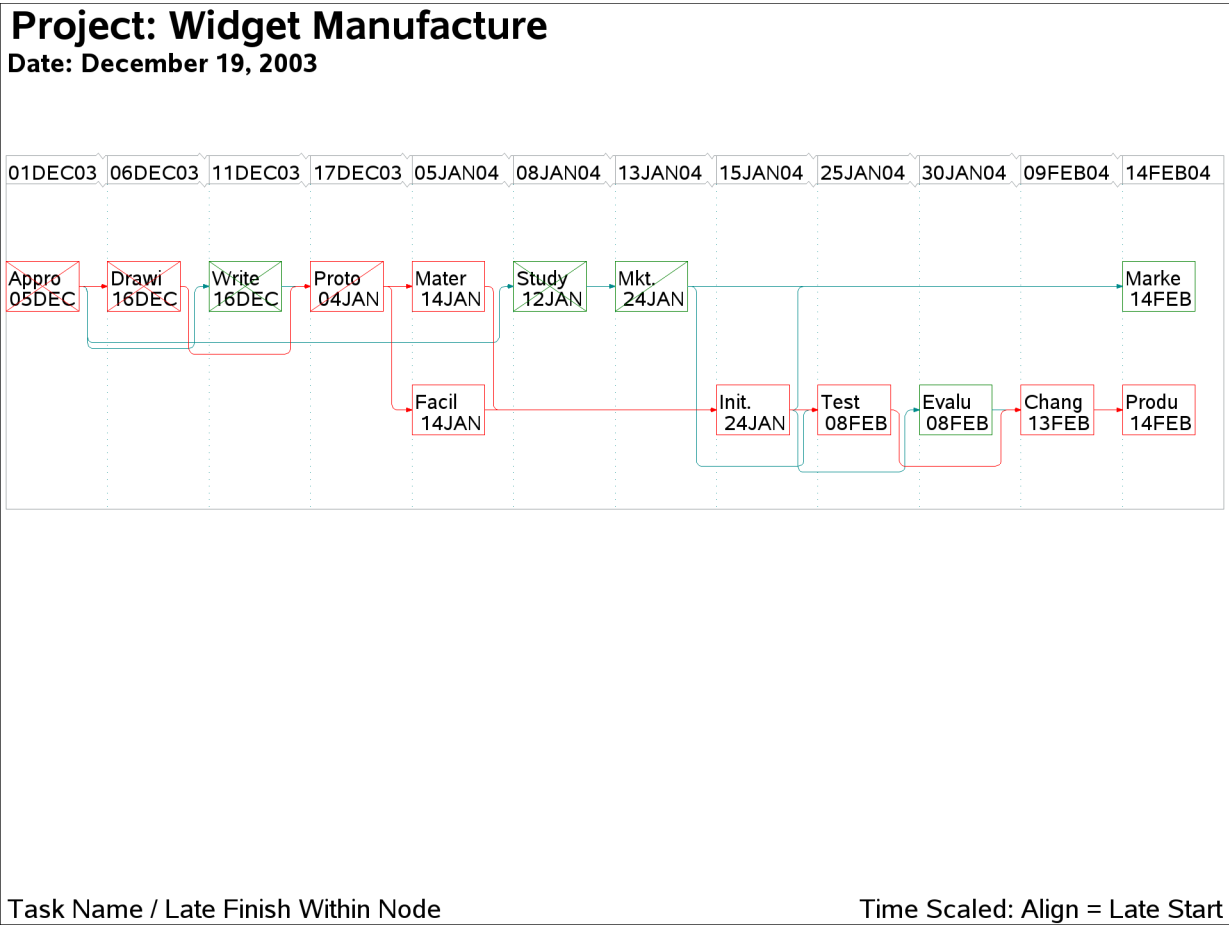 Project: Widget Manufacture
Date: December 19, 2003
01DEC03 06DEC03 11DEC03 17DEC03 05JAN04 08JAN04 13JAN04 15JAN04 25JAN04 30JAN04 09FEB04 14FEB04
Appro Drawi Write Proto Mater Study Mkt. Marke
05DEC 16DEC 16DEC 04JAN 14JAN 12JAN 24JAN 14FEB
Facil Init. Test Evalu Chang Produ
14JAN 24JAN 08FEB 08FEB 13FEB 14FEB
Task Name / Late Finish Within Node Time Scaled: Align = Late Start